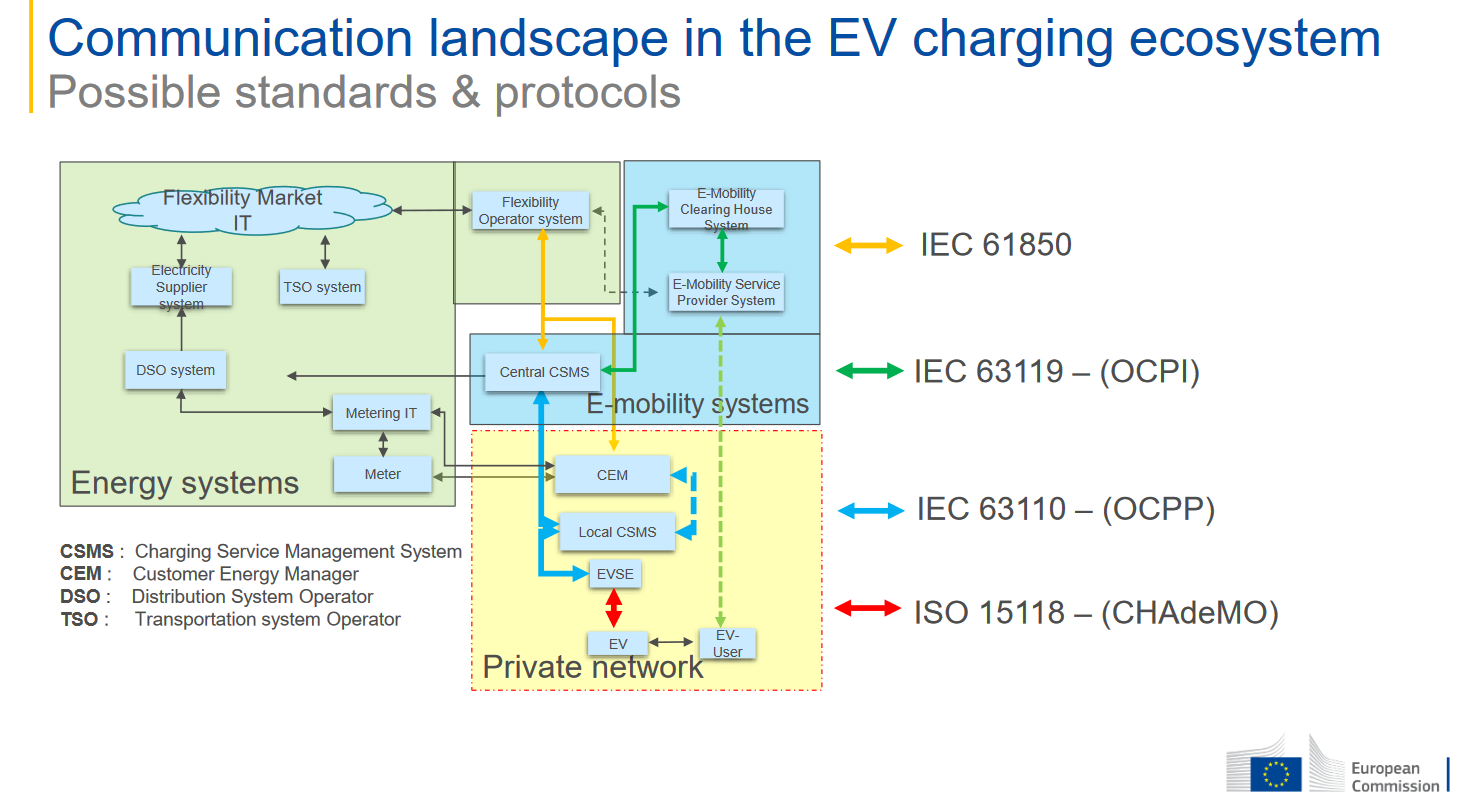 Communication landscape in the EV charging ecosystem
Possible standards & protocols
Flexibility Market
IT
Flexibility
Operator system
E-Mobility
Clearing House
System
Electricity
Supplier
system
TSO system
E-Mobility Service
Provider System
DSO system
Central CSMS
E-mobility systems
Metering IT
Meter
Energy systems
CEM
Local CSMS
EVSE
EV
EV-
User
Private network
IEC 61850
IEC 63119 – (OCPI)
IEC 63110 – (OCPP)
ISO 15118 – (CHAdeMO)
CSMS : Charging Service Management System
CEM : Customer Energy Manager
DSO : Distribution System Operator
TSO : Transportation system Operator
European
Commission